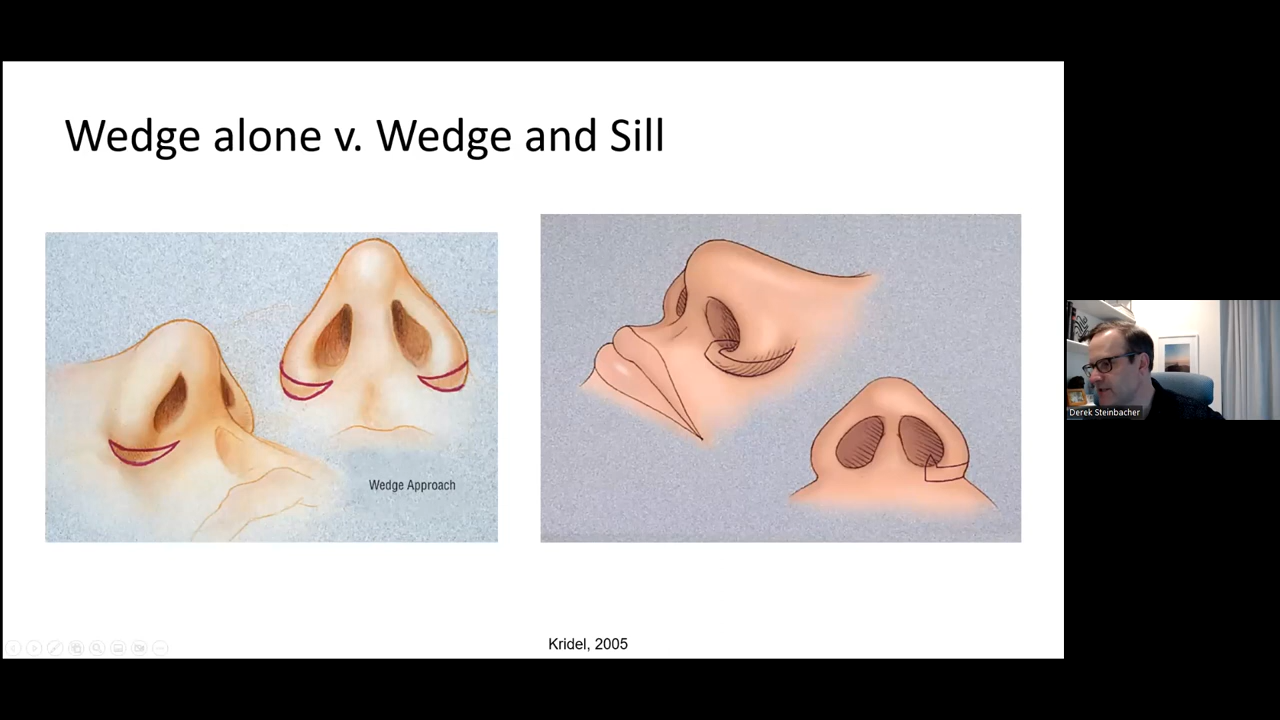 Wedge alone v. Wedge and Sill
Wedge Approach
Kridel, 2005
Derek Steinbacher